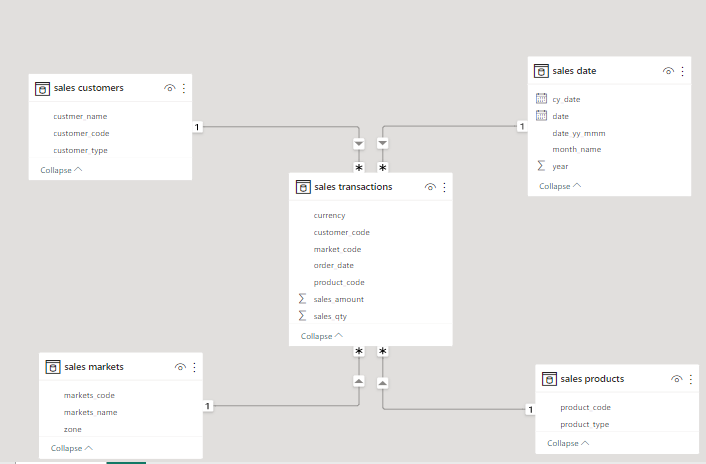 sales customers
custmer_name
customer_code
customer_type
Collapse
1
sales date
cy_date
date
date_yy_mmm
month_name
year
Collapse
1
*
*
sales transactions
currency
customer_code
market_code
order_date
product_code
sales_amount
sales_qty
Collapse
*
*
sales markets
markets_code
markets_name
zone
Collapse
1
sales products
product_code
product_type
Collapse
1